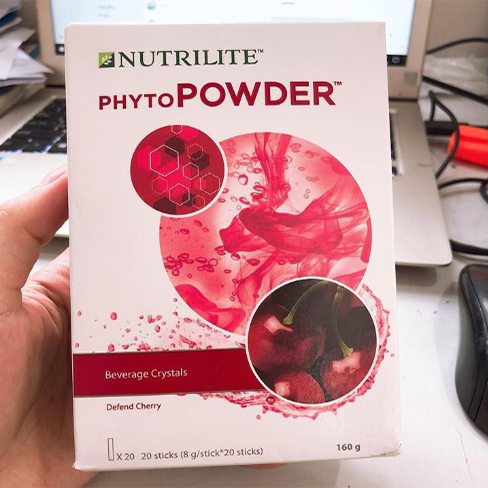 NUTRILITE™
PHYTOPOWDER™
Beverage Crystals
Defend Cherry
X 20 20 sticks (8 g/stick*20 sticks)
160 g